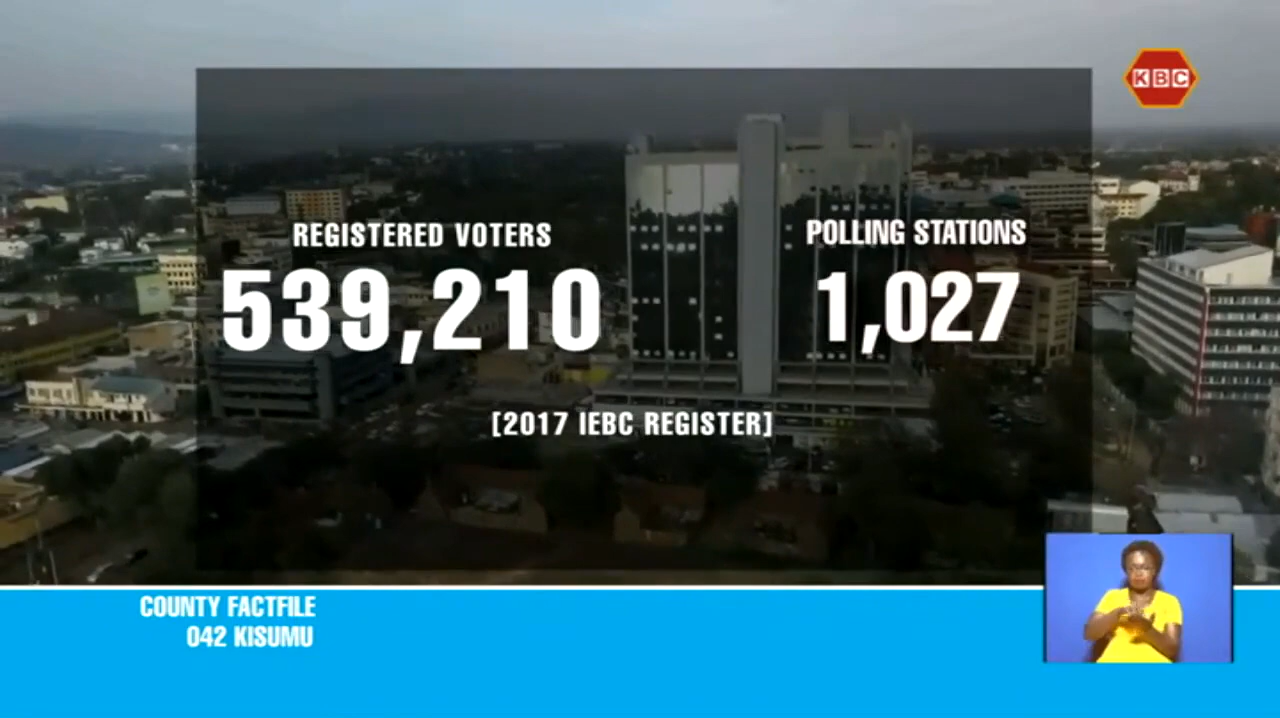 KBC
REGISTERED VOTERS
539,210
POLLING STATIONS
1,027
[2017 IEBC REGISTER]
COUNTY FACTFILE
042 KISUMU